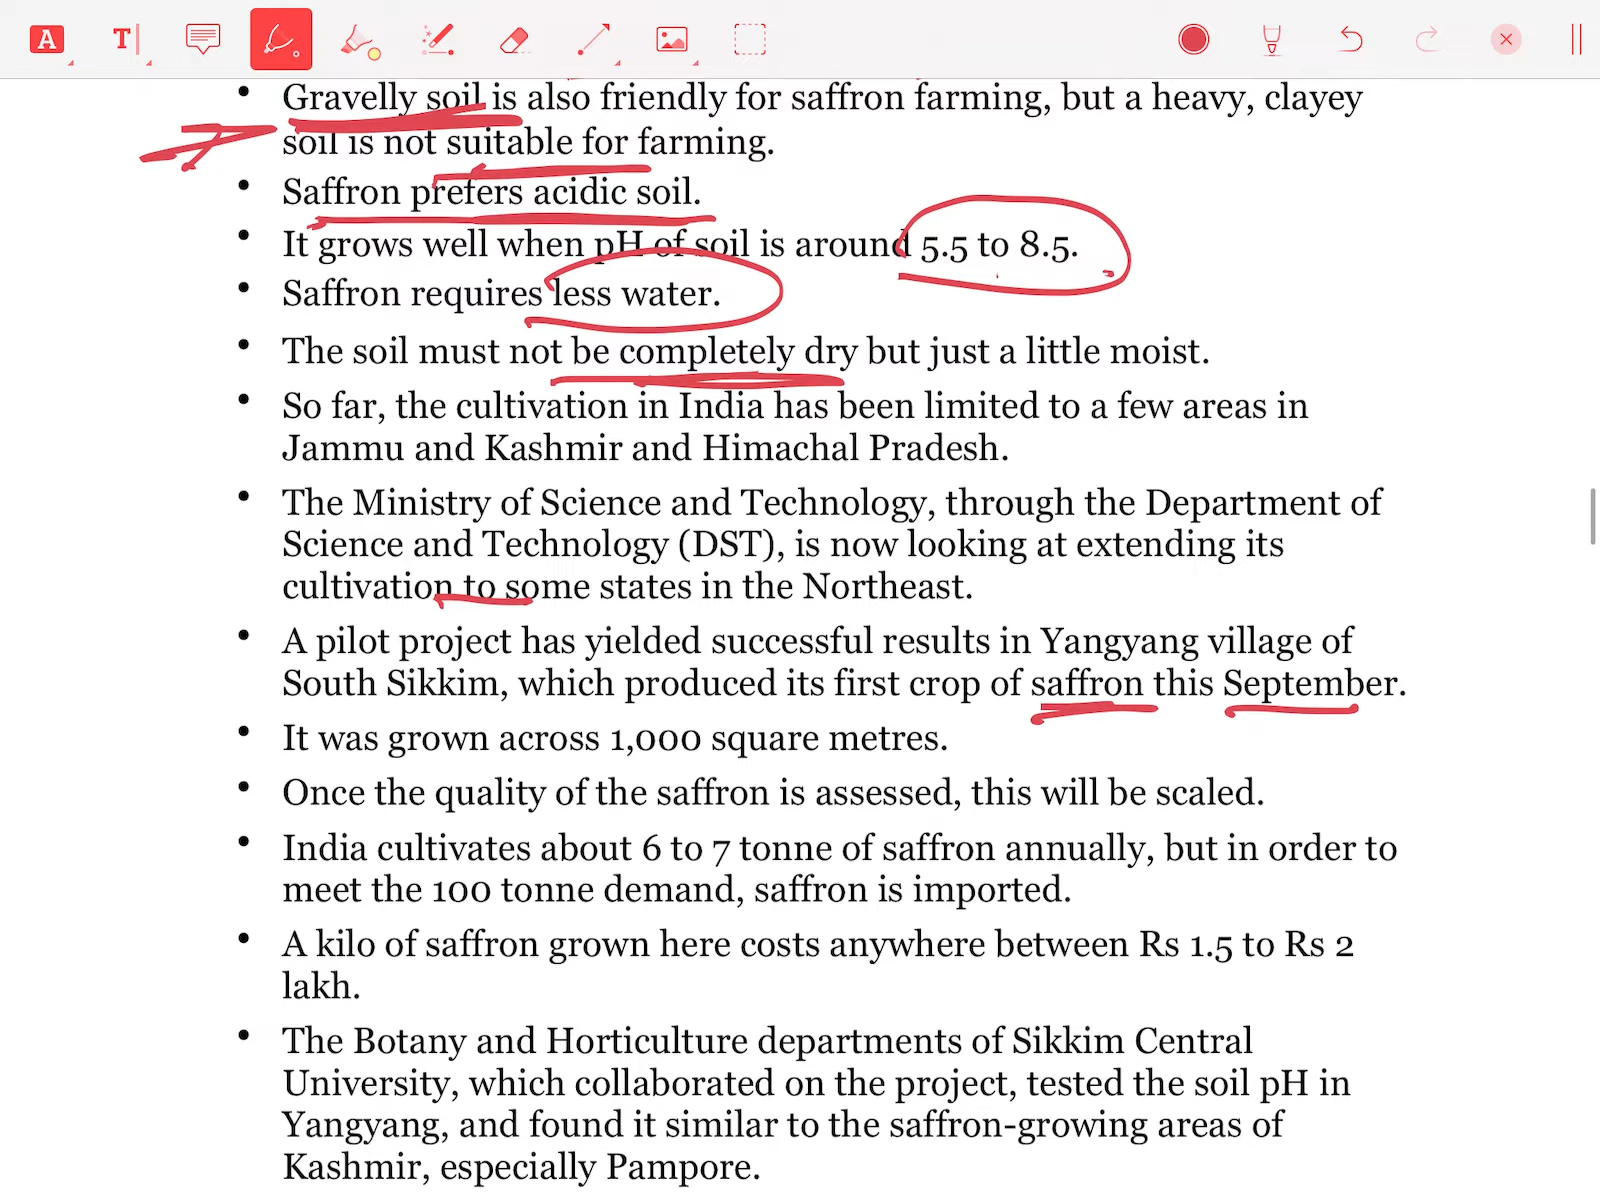 • Gravelly soil is also friendly for saffron farming, but a heavy, clayey
soil is not suitable for farming.
• Saffron prefers acidic soil.
• It grows well when pH of soil is around 5.5 to 8.5.
• Saffron requires less water.
• The soil must not be completely dry but just a little moist.
• So far, the cultivation in India has been limited to a few areas in
Jammu and Kashmir and Himachal Pradesh.
• The Ministry of Science and Technology, through the Department of
Science and Technology (DST), is now looking at extending its
cultivation to some states in the Northeast.
• A pilot project has yielded successful results in Yangyang village of
South Sikkim, which produced its first crop of saffron this September.
• It was grown across 1,000 square metres.
• Once the quality of the saffron is assessed, this will be scaled.
• India cultivates about 6 to 7 tonne of saffron annually, but in order to
meet the 100 tonne demand, saffron is imported.
• A kilo of saffron grown here costs anywhere between Rs 1.5 to Rs 2
lakh.
• The Botany and Horticulture departments of Sikkim Central
University, which collaborated on the project, tested the soil pH in
Yangyang, and found it similar to the saffron-growing areas of
Kashmir, especially Pampore.